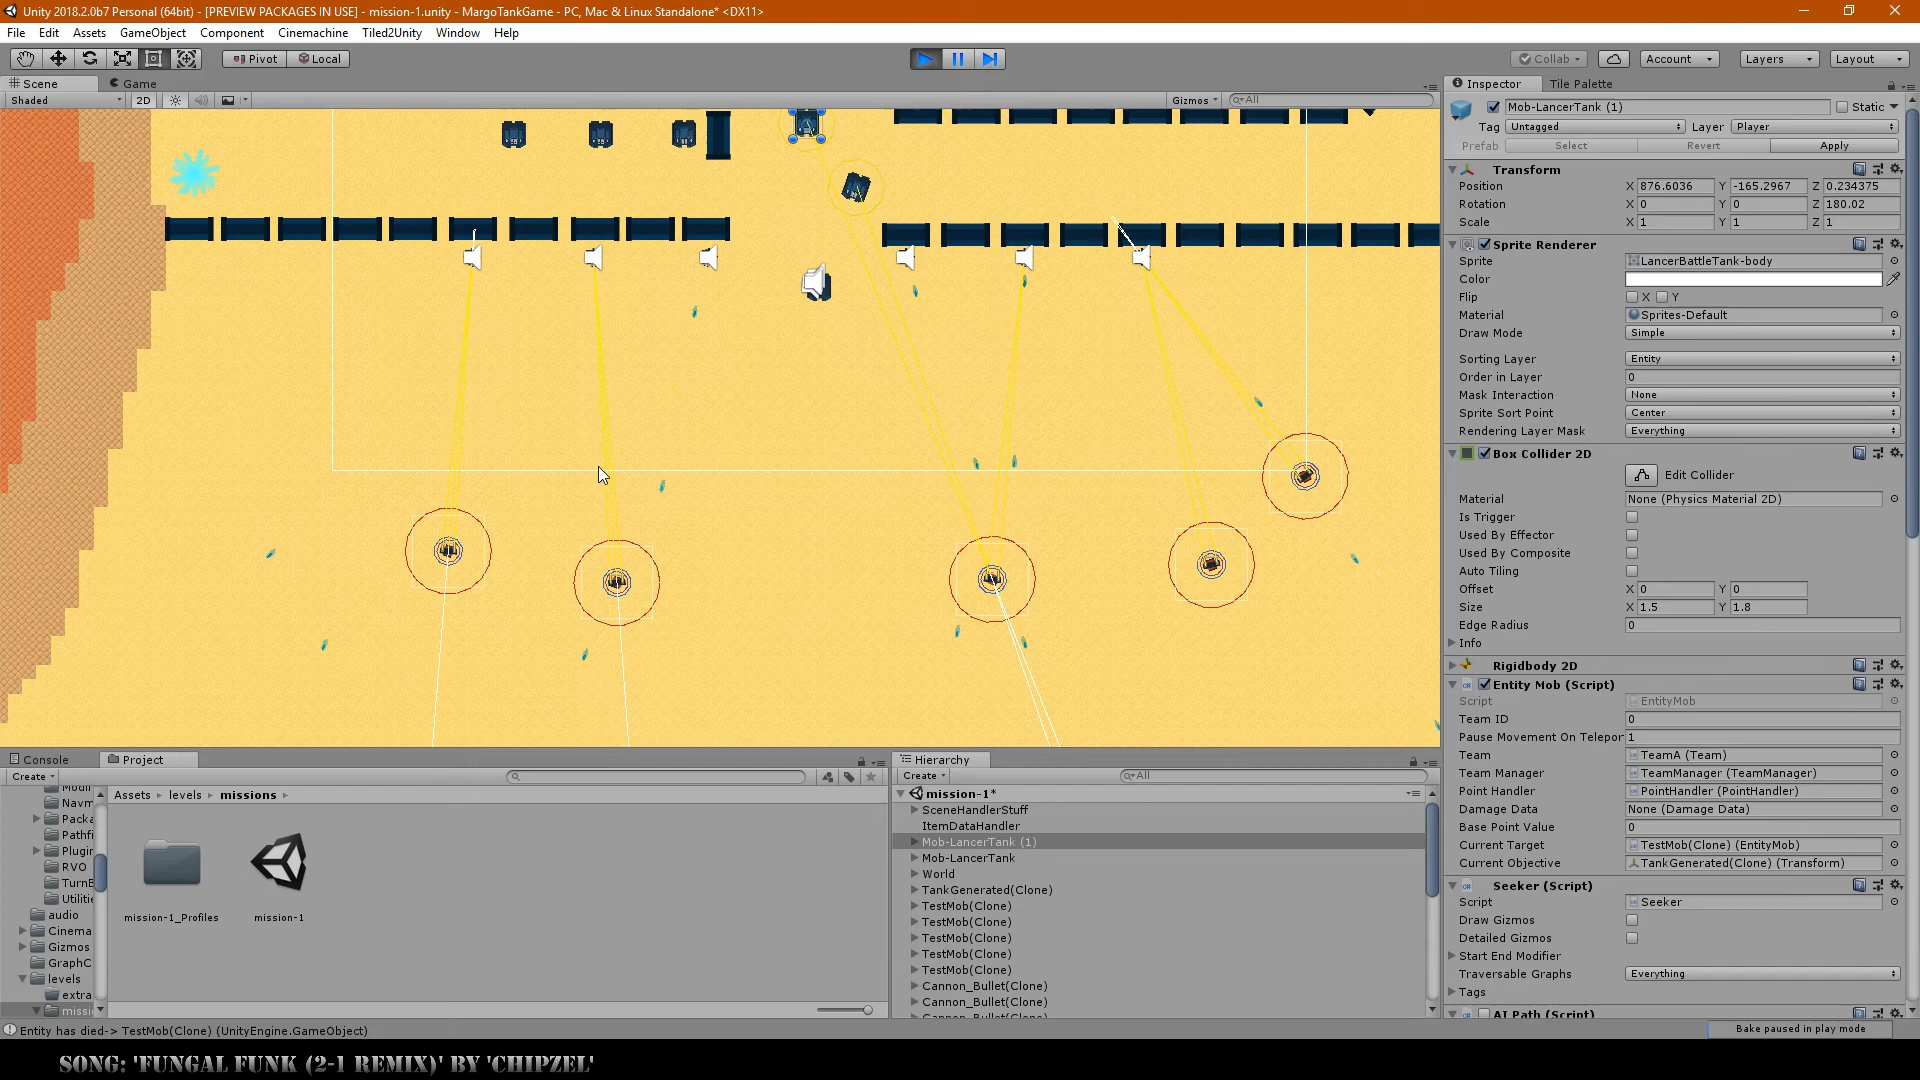 Unity 2018.2.0b7 Personal (64bit) - [PREVIEW PACKAGES IN USE] - mission-1.unity - MargoTankGame - PC, Mac & Linux Standalone* <DX11>
File Edit Assets GameObject Component Cinemachine Tiled2Unity Window Help
Pivot Local Collab Account Layers Layout
Scene Game
Shaded 2D Gizmos All
Inspector Tile Palette
Mob-LancerTank (1) Static
Tag Untagged Layer Player
Prefab Select Revert Apply
Transform
Position X 876.6036 Y -165.2967 Z 0.234375
Rotation X 0 Y 0 Z 180.02
Scale X 1 Y 1 Z 1
Sprite Renderer
Sprite LancerBattleTank-body
Color
Flip X Y
Material Sprites-Default
Draw Mode Simple
Sorting Layer Entity
Order in Layer 0
Mask Interaction None
Sprite Sort Point Center
Rendering Layer Mask Everything
Box Collider 2D
Edit Collider
Material None (Physics Material 2D)
Is Trigger
Used By Effector
Used By Composite
Auto Tiling
Offset X 0 Y 0
Size X 1.5 Y 1.8
Edge Radius 0
Info
Rigidbody 2D
Entity Mob (Script)
Script EntityMob
Team ID 0
Pause Movement On Telepor 1
Team TeamA (Team)
Team Manager TeamManager (TeamManager)
Point Handler PointHandler (PointHandler)
Damage Data None (Damage Data)
Base Point Value 0
Current Target TestMob(Clone) (EntityMob)
Current Objective TankGenerated(Clone) (Transform)
Seeker (Script)
Script Seeker
Draw Gizmos
Detailed Gizmos
Start End Modifier
Traversable Graphs Everything
Tags
AI Path (Script)
Console Project
Create
Navm
Packa
Pathfi
Plugin
RVO
TurnB
Utilitie
audio
Cinema
Gizmos
GraphC
levels
extra
missi
Assets levels missions
mission-1_Profiles mission-1
Hierarchy
Create All
mission-1*
SceneHandlerStuff
ItemDataHandler
Mob-LancerTank (1)
Mob-LancerTank
World
TankGenerated(Clone)
TestMob(Clone)
TestMob(Clone)
TestMob(Clone)
TestMob(Clone)
TestMob(Clone)
Cannon_Bullet(Clone)
Cannon_Bullet(Clone)
Cannon_Bullet(Clone)
Entity has died-> TestMob(Clone) (UnityEngine.GameObject)
Bake paused in play mode
SONG: 'FUNGAL FUNK (2-1 REMIX)' BY 'CHIPZEL'